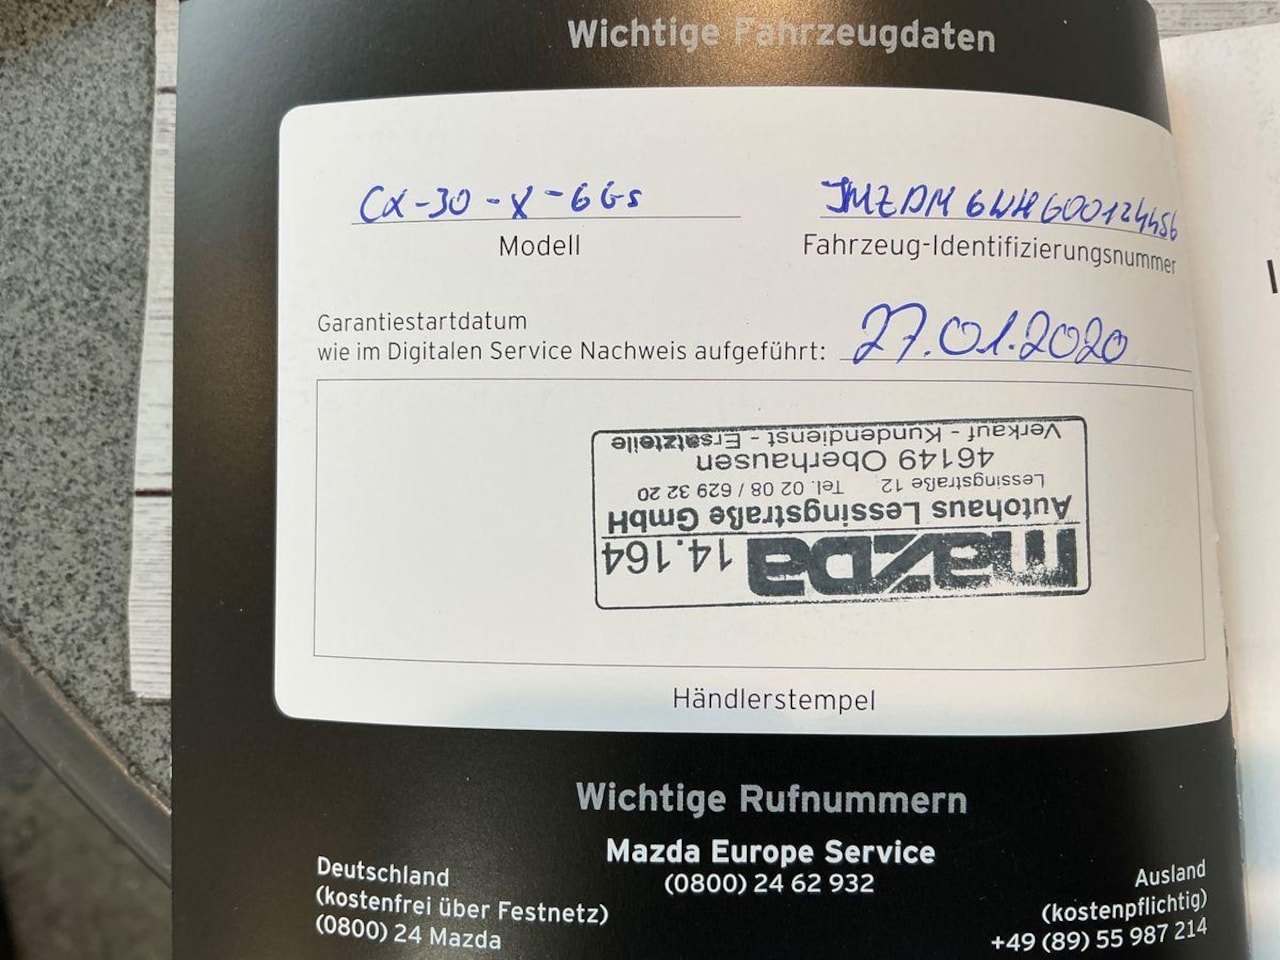 Wichtige Fahrzeugdaten
CX-30-X-6GS
JMZDM6WH600124456
Modell
Fahrzeug-Identifizierungsnummer
Garantiestartdatum
wie im Digitalen Service Nachweis aufgeführt: 27.01.2020
mazda 14.164
Autohaus Lessingstraße GmbH
Lessingstraße 12 Tel. 02 08 / 629 32 20
46149 Oberhausen
Verkauf - Kundendienst - Ersatzteile
Händlerstempel
Wichtige Rufnummern
Mazda Europe Service
(0800) 24 62 932
Deutschland
(kostenfrei über Festnetz)
(0800) 24 Mazda
Ausland
(kostenpflichtig)
+49 (89) 55 987 214